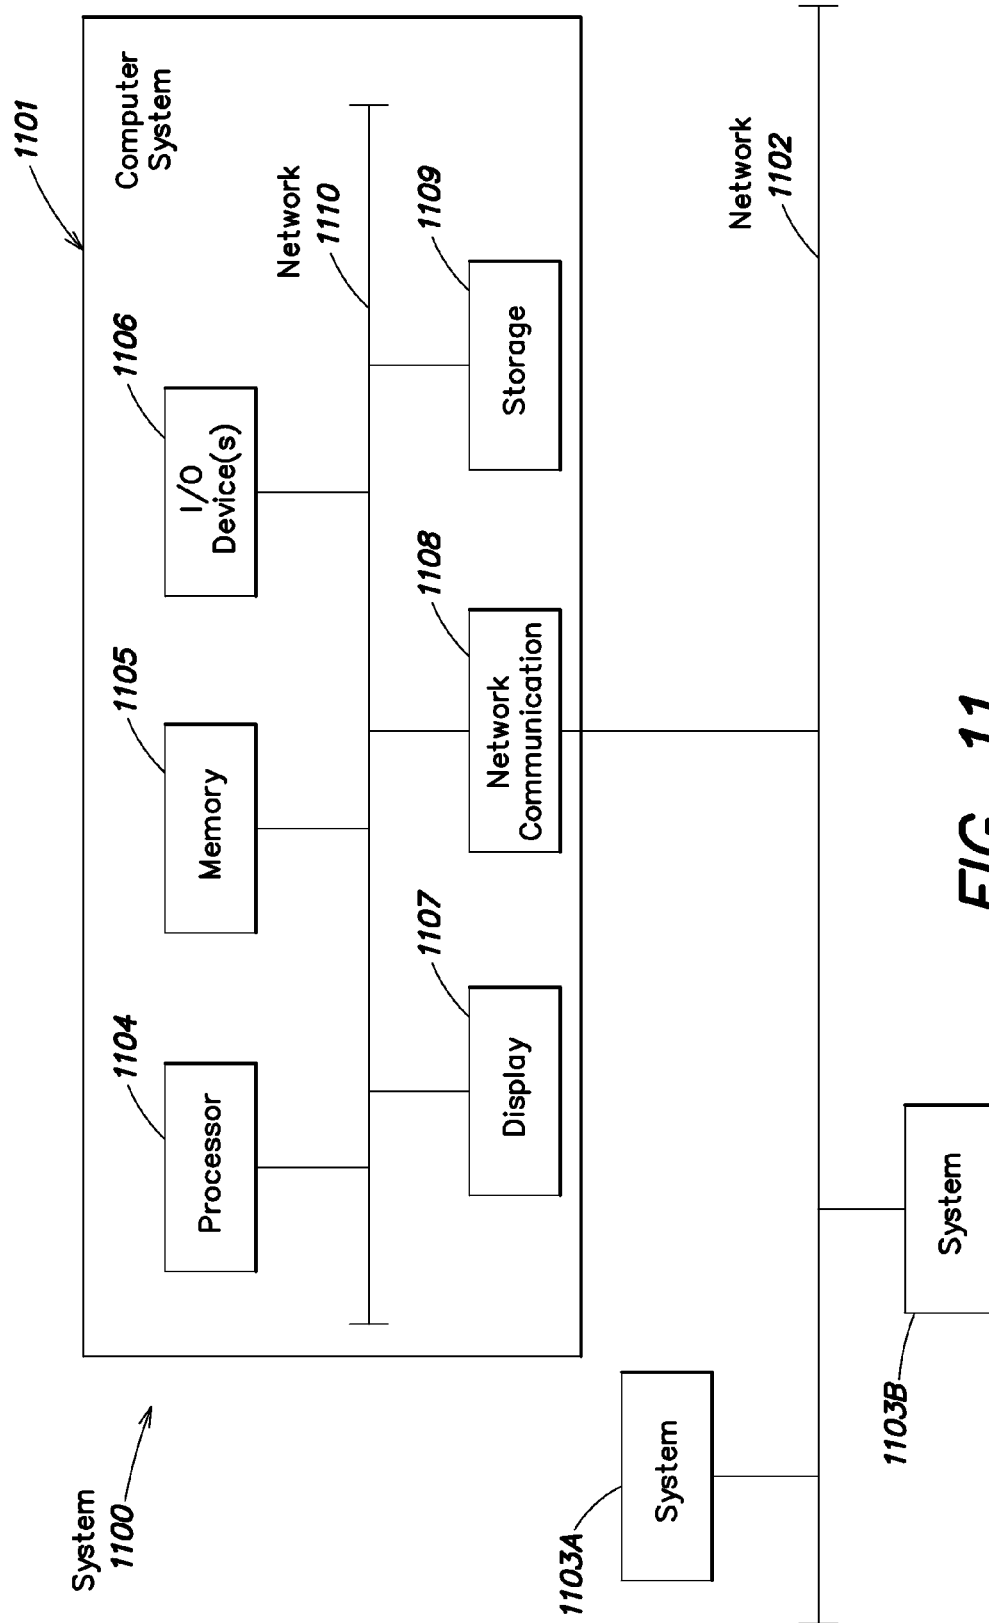 System
1100
1101
Computer
System
1104
Processor
1105
Memory
1106
I/O
Device(s)
Network
1110
1107
Display
1108
Network
Communication
1109
Storage
Network
1102
1103A
System
1103B
System
FIG. 11